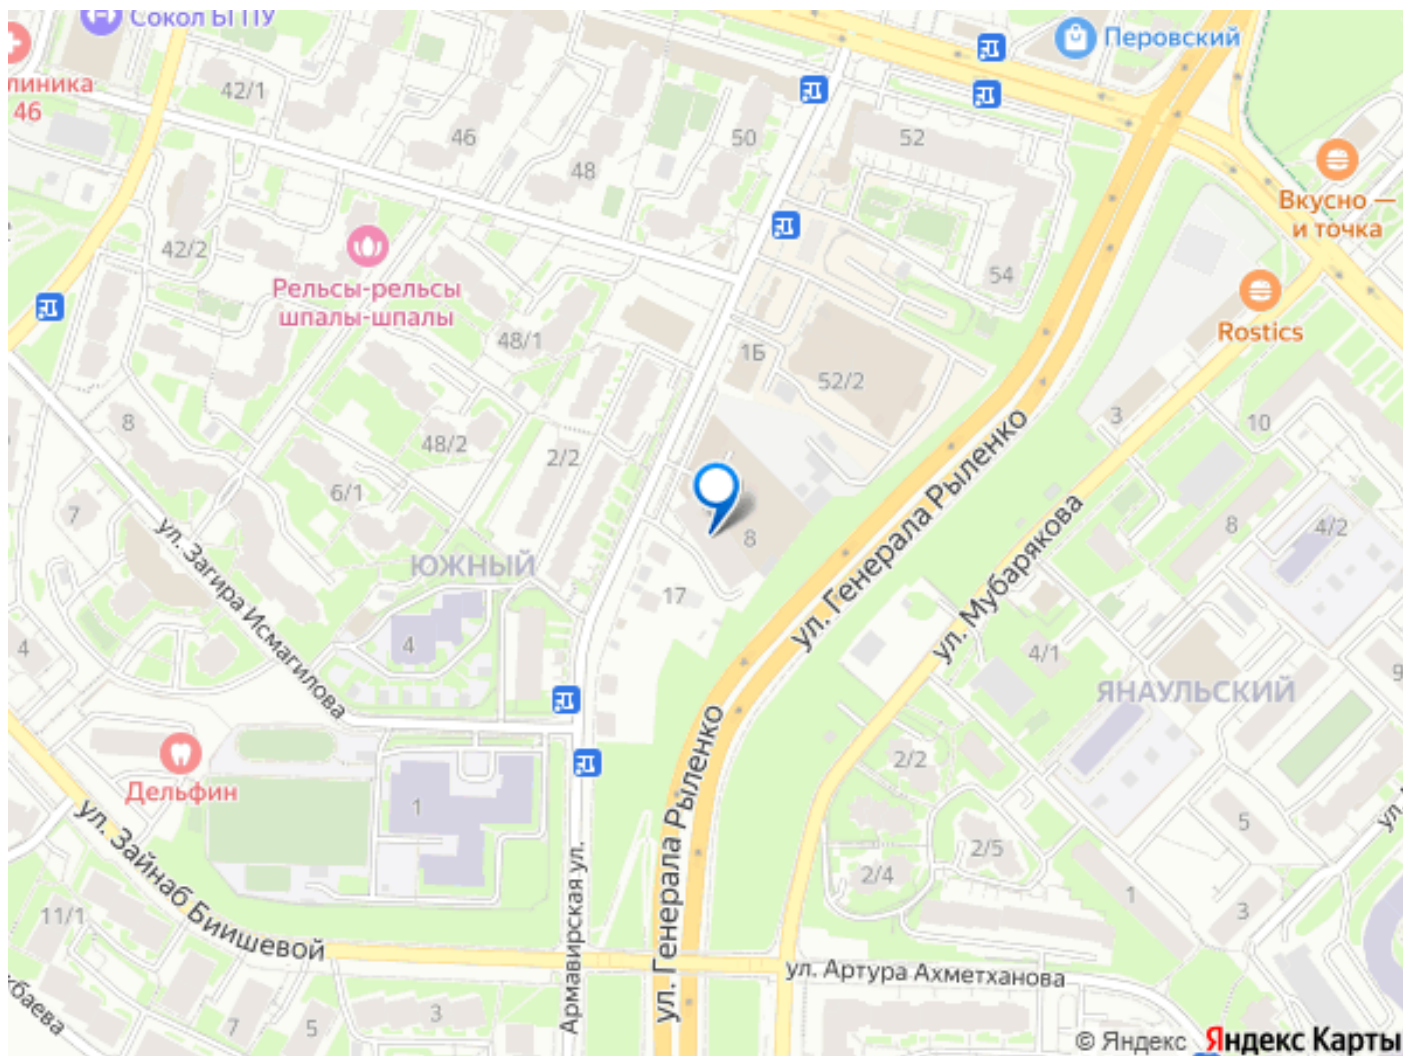 Сокол БГПУ
Перовский
линика
46
42/1
46
50
52
48
Вкусно —
и точка
42/2
54
Рельсы-рельсы
шпалы-шпалы
Rostics
48/1
1Б
52/2
3
10
8
48/2
2/2
6/1
7
8
8
4/2
ул. Генерала Рыленко
ул. Загира Исмагилова
ЮЖНЫЙ
17
ул. Мубарякова
4
4
4/1
9
ЯНАУЛЬСКИЙ
2/2
Дельфин
1
5
ул.
ул. Генерала Рыленко
2/5
2/4
1
3
ул. Зайнаб Биишевой
Армавирская ул.
11/1
ул. Артура Ахметханова
3
7
5
кбаева
© Яндекс Яндекс Карты